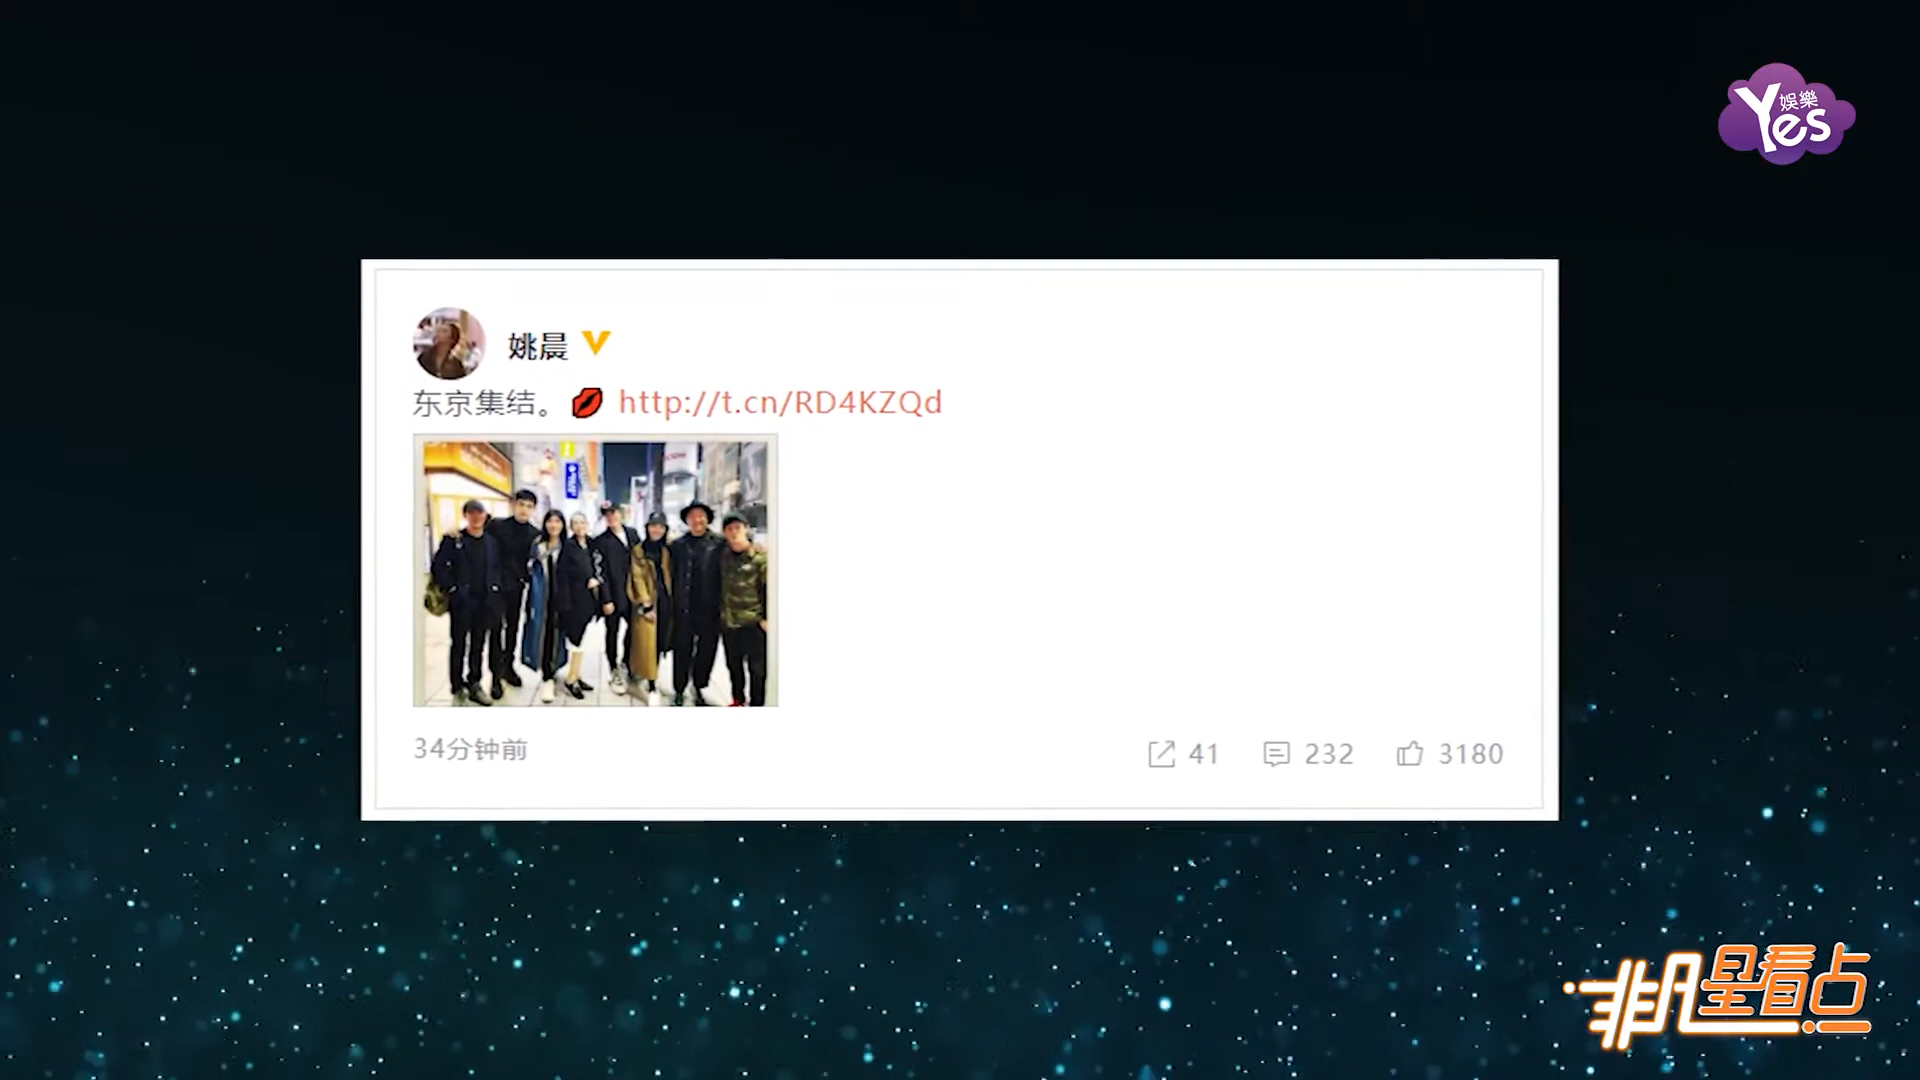 Yes 娛樂
姚晨
东京集结。 http://t.cn/RD4KZQd
34分钟前 41 232 3180
非凡星看点